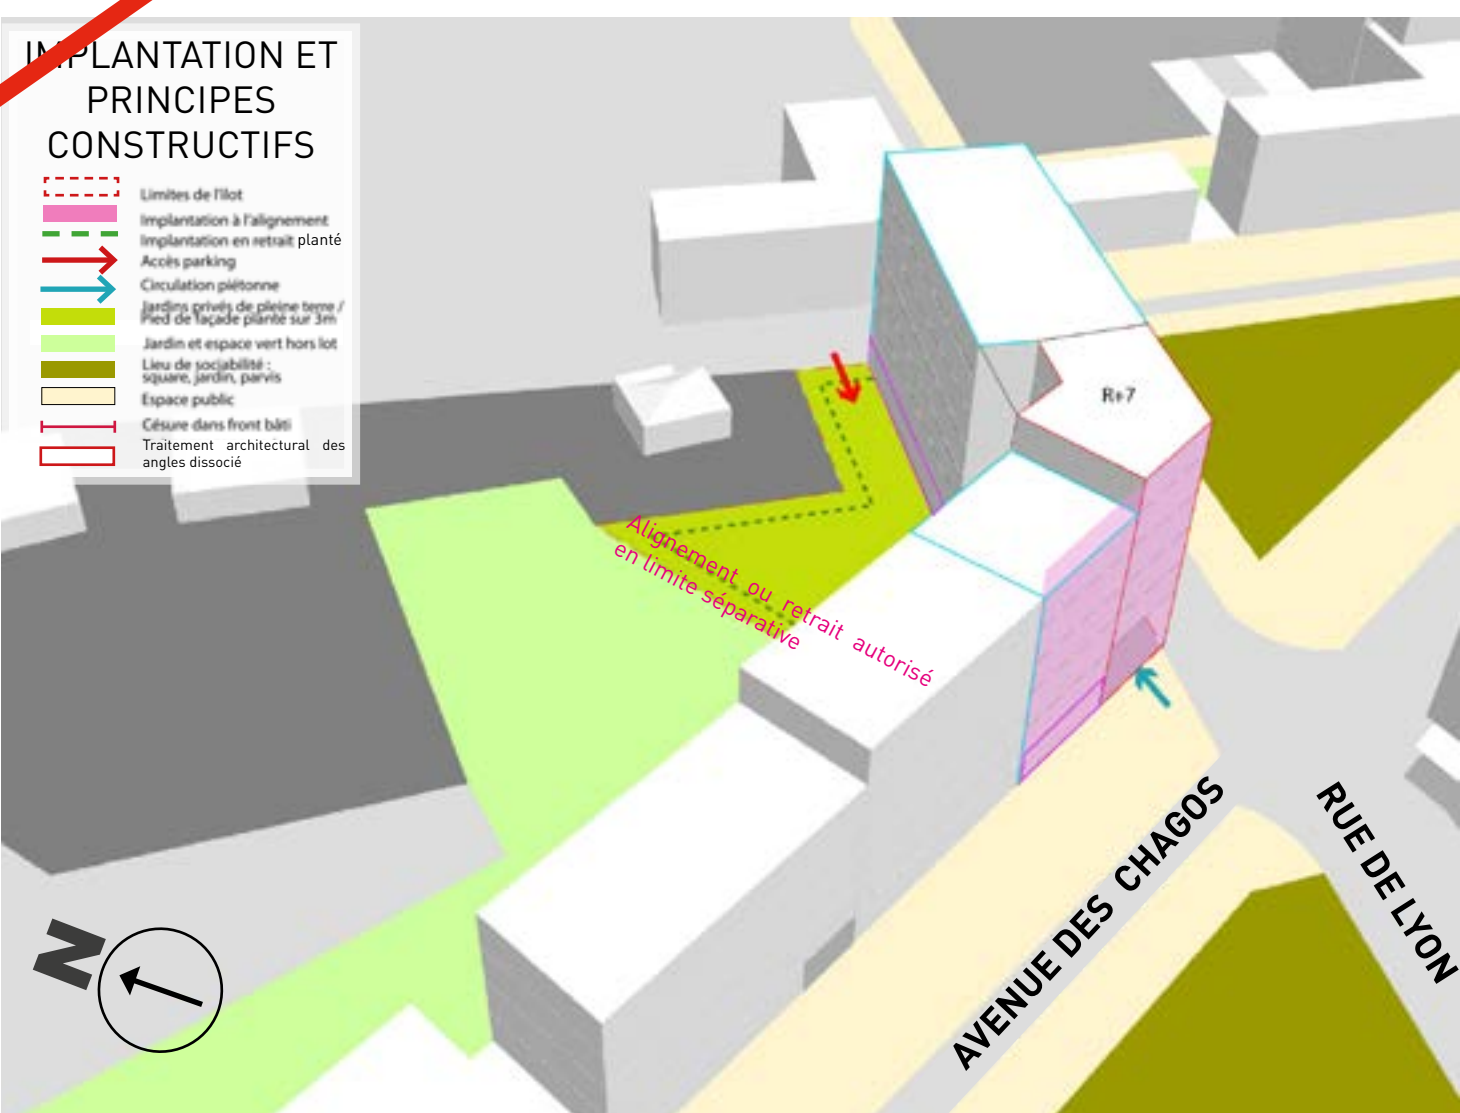 IMPLANTATION ET
PRINCIPES
CONSTRUCTIFS
Limites de l'îlot
Implantation à l'alignement
Implantation en retrait planté
Accès parking
Circulation piétonne
Jardins privés de pleine terre /
Pied de façade planté sur 3m
Jardin et espace vert hors lot
Lieu de sociabilité :
square, jardin, parvis
Espace public
Césure dans front bâti
Traitement architectural des
angles dissocié
R+7
Alignement ou retrait autorisé
en limite séparative
AVENUE DES CHAGOS
RUE DE LYON
N